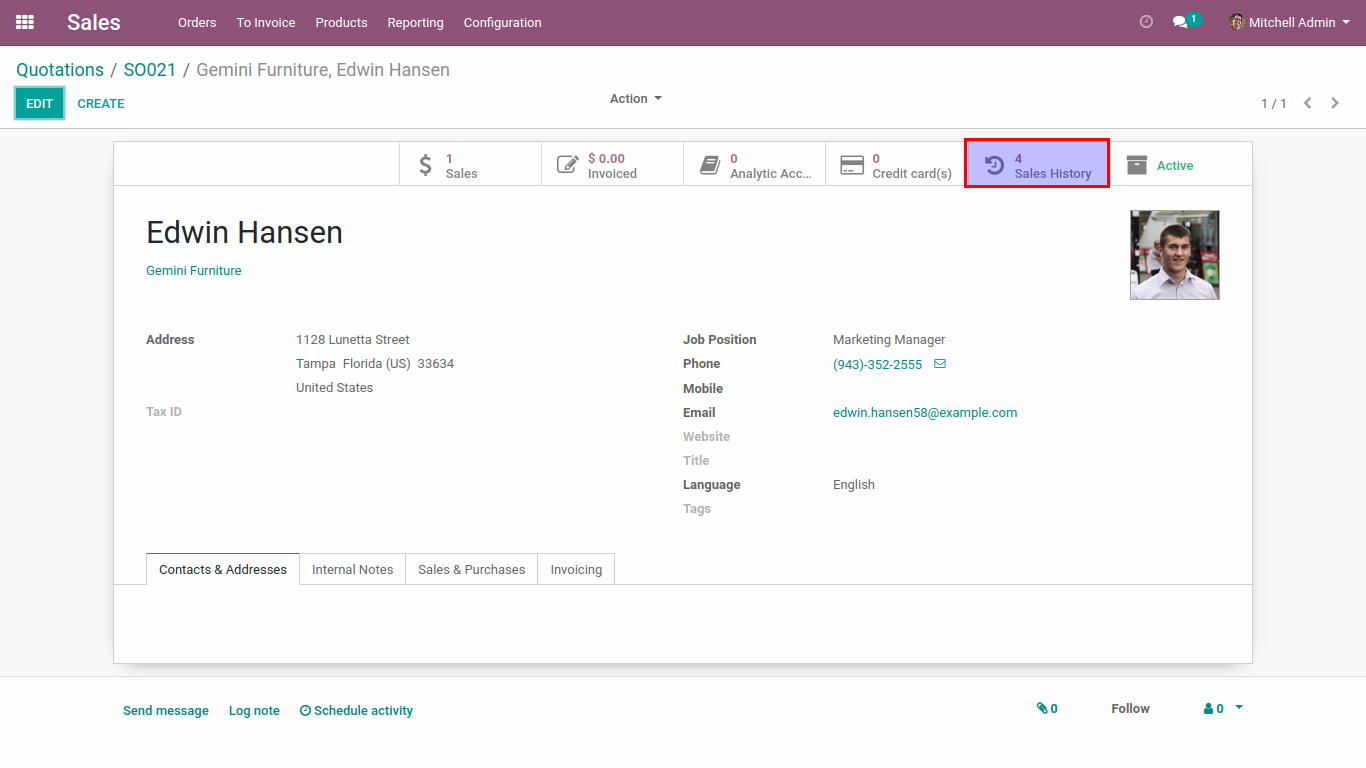 Sales Orders To Invoice Products Reporting Configuration 1 Mitchell Admin
Quotations / SO021 / Gemini Furniture, Edwin Hansen
EDIT CREATE Action 1 / 1
1 Sales
$ 0.00 Invoiced
0 Analytic Acc...
0 Credit card(s)
4 Sales History
Active
Edwin Hansen
Gemini Furniture
Address 1128 Lunetta Street
Tampa Florida (US) 33634
United States
Tax ID
Job Position Marketing Manager
Phone (943)-352-2555
Mobile
Email edwin.hansen58@example.com
Website
Title
Language English
Tags
Contacts & Addresses Internal Notes Sales & Purchases Invoicing
Send message Log note Schedule activity 0 Follow 0